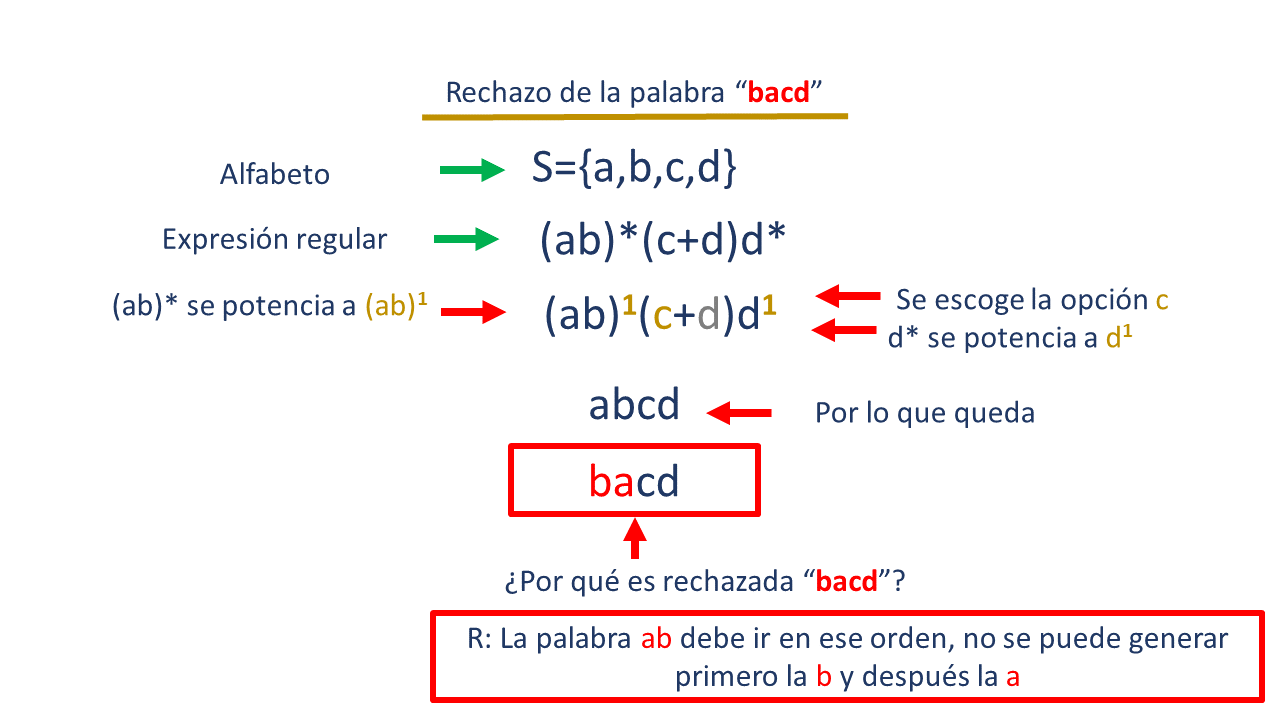 Rechazo de la palabra “bacd”
Alfabeto
S={a,b,c,d}
Expresión regular
(ab)*(c+d)d*
(ab)* se potencia a (ab)¹
(ab)¹(c+d)d¹
Se escoge la opción c
d* se potencia a d¹
abcd
Por lo que queda
bacd
¿Por qué es rechazada “bacd”?
R: La palabra ab debe ir en ese orden, no se puede generar
primero la b y después la a